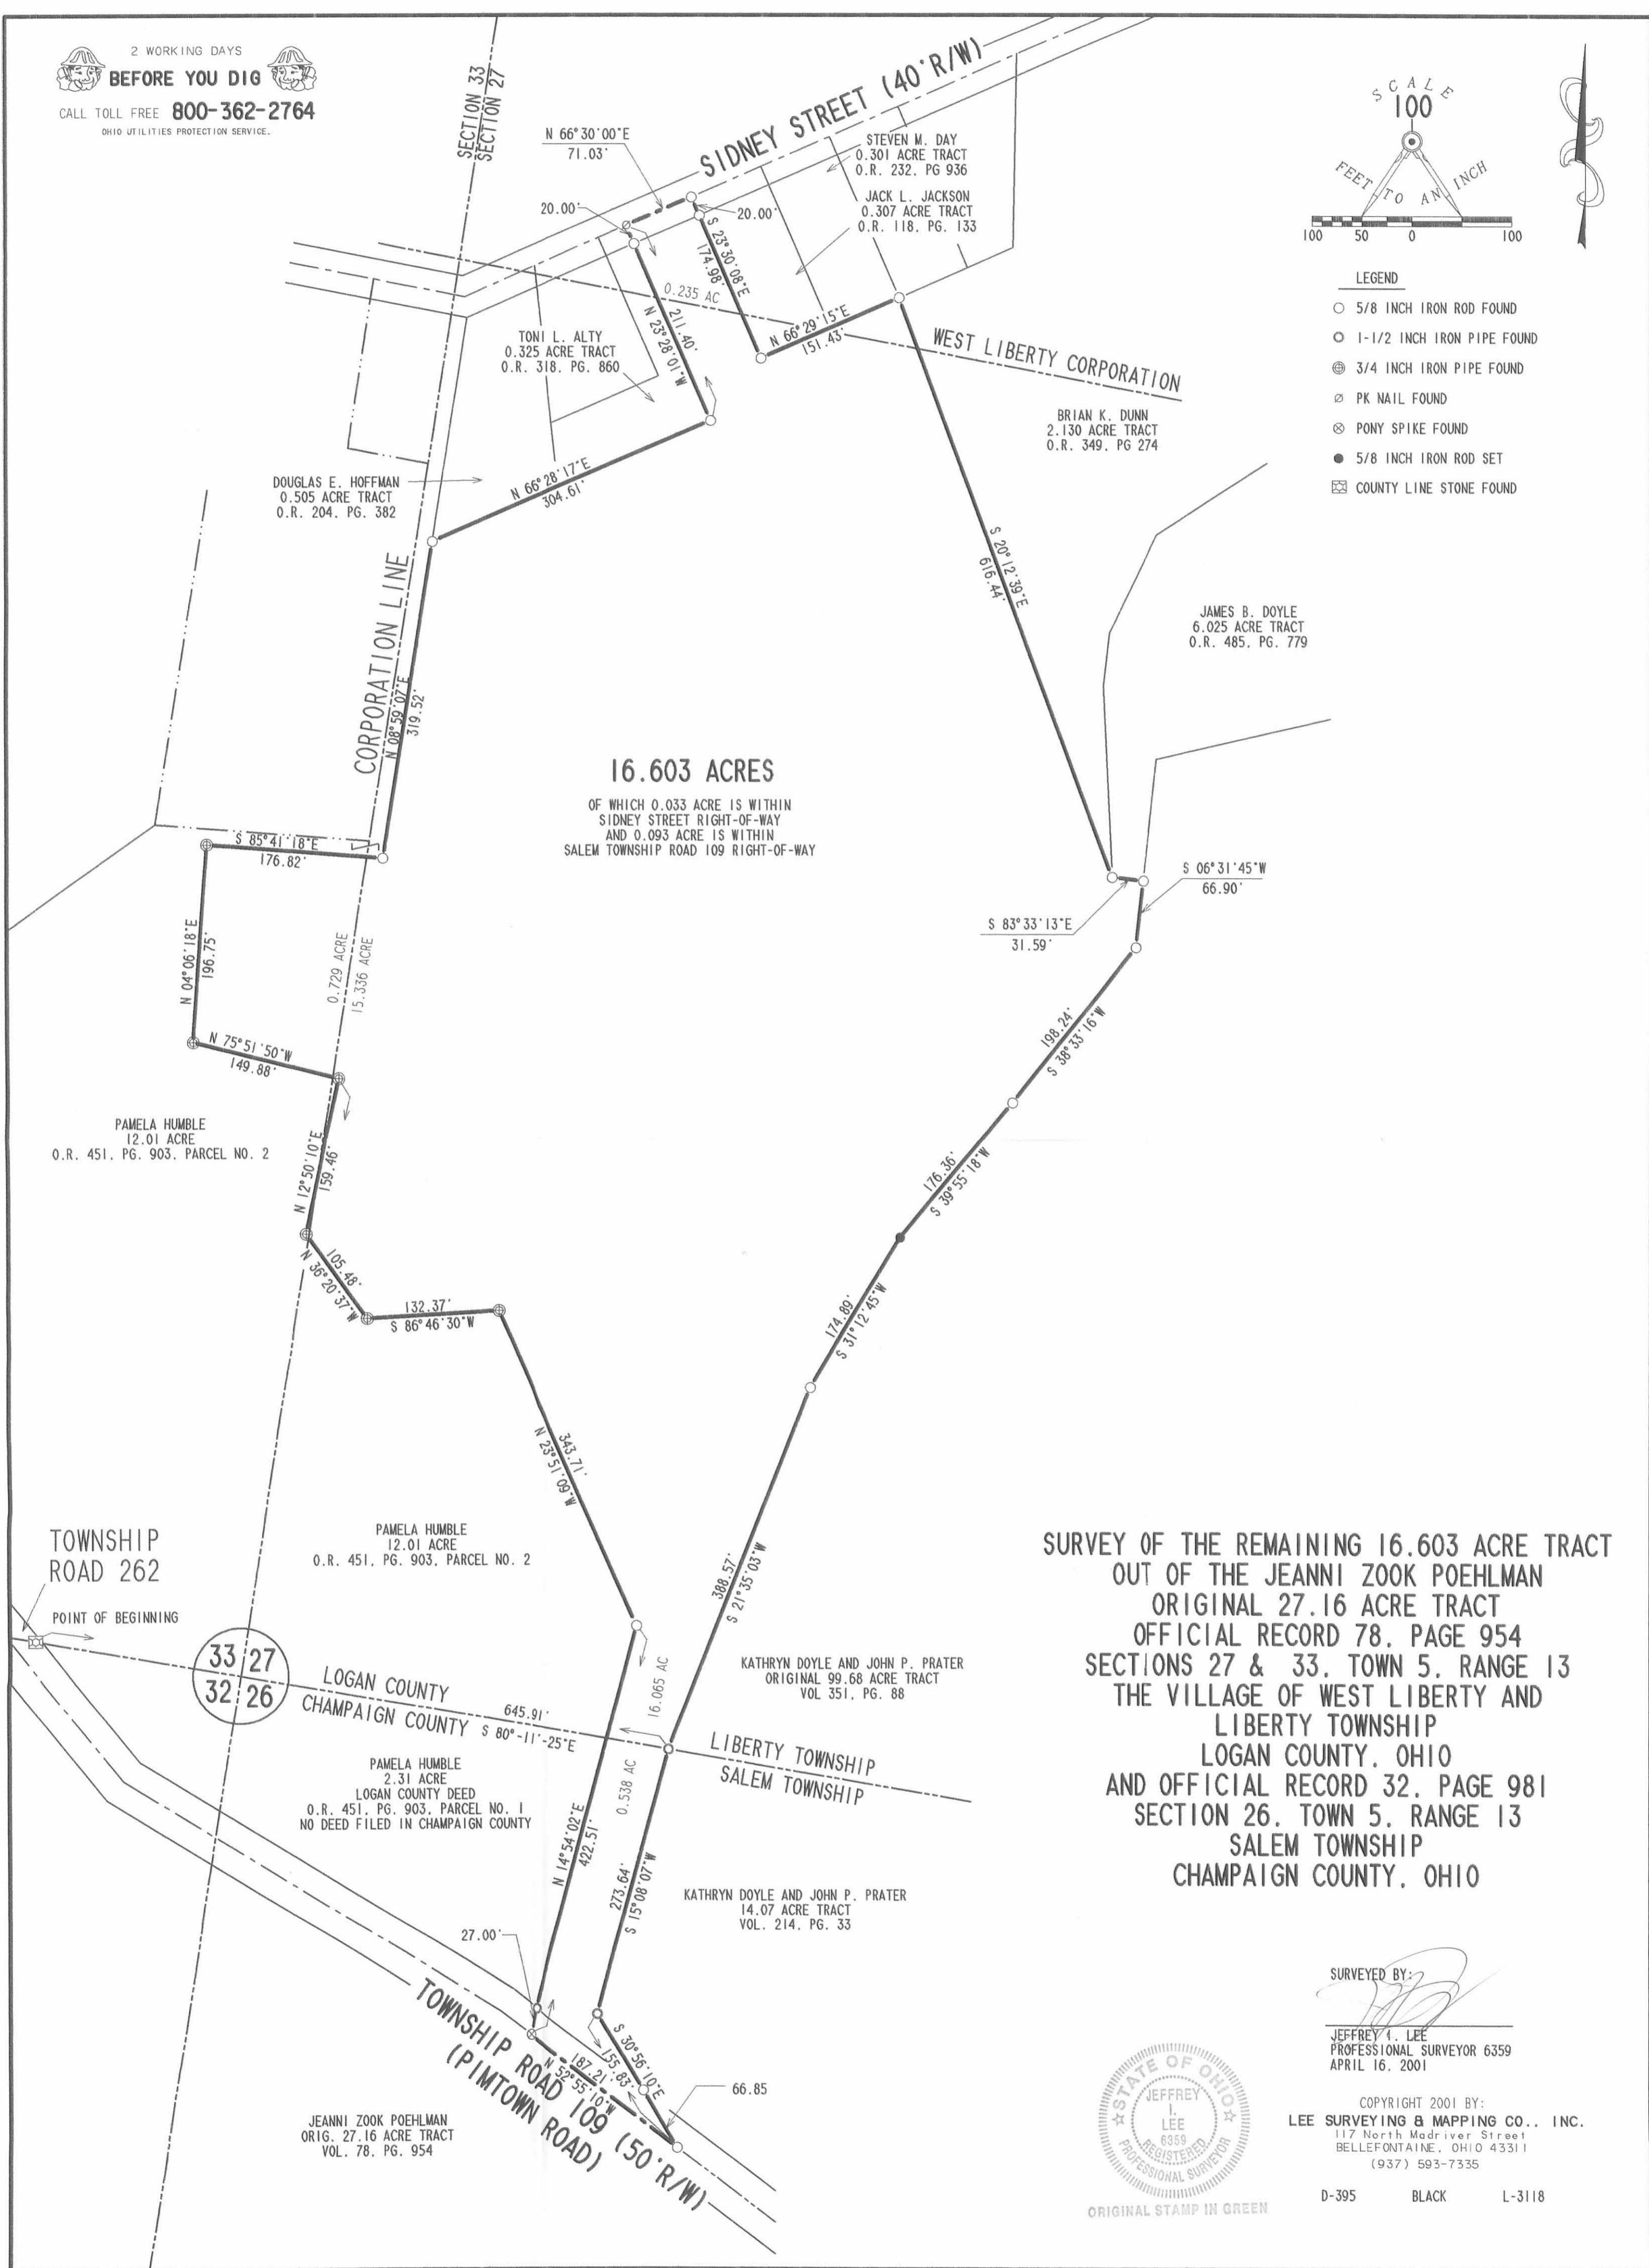 2 WORKING DAYS
BEFORE YOU DIG
CALL TOLL FREE 800-362-2764
OHIO UTILITIES PROTECTION SERVICE.
SECTION 33
SECTION 27
SIDNEY STREET (40' R/W)
N 66°30'00"E
71.03'
20.00'
20.00'
STEVEN M. DAY
0.301 ACRE TRACT
O.R. 232, PG 936
JACK L. JACKSON
0.307 ACRE TRACT
O.R. 118, PG. 133
SCALE
100
FEET TO AN INCH
100 50 0 100
LEGEND
5/8 INCH IRON ROD FOUND
1-1/2 INCH IRON PIPE FOUND
3/4 INCH IRON PIPE FOUND
PK NAIL FOUND
PONY SPIKE FOUND
5/8 INCH IRON ROD SET
COUNTY LINE STONE FOUND
S 23°30'08"E
174.98'
0.235 AC
211.40'
N 23°28'01"W
N 66°29'15"E
151.43'
WEST LIBERTY CORPORATION
TONI L. ALTY
0.325 ACRE TRACT
O.R. 318, PG. 860
BRIAN K. DUNN
2.130 ACRE TRACT
O.R. 349, PG 274
DOUGLAS E. HOFFMAN
0.505 ACRE TRACT
O.R. 204, PG. 382
N 66°28'17"E
304.61'
S 20°12'39"E
616.44'
JAMES B. DOYLE
6.025 ACRE TRACT
O.R. 485, PG. 779
CORPORATION LINE
N 08°59'07"E
319.52'
16.603 ACRES
OF WHICH 0.033 ACRE IS WITHIN
SIDNEY STREET RIGHT-OF-WAY
AND 0.093 ACRE IS WITHIN
SALEM TOWNSHIP ROAD 109 RIGHT-OF-WAY
S 85°41'18"E
176.82'
S 06°31'45"W
66.90'
S 83°33'13"E
31.59'
N 04°06'18"E
196.75'
0.729 ACRE
15.336 ACRE
N 75°51'50"W
149.88'
198.24'
S 38°33'16"W
PAMELA HUMBLE
12.01 ACRE
O.R. 451, PG. 903, PARCEL NO. 2
N 12°50'10"E
159.46'
176.36'
S 39°55'18"W
105.48'
N 36°20'37"W
132.37'
S 86°46'30"W
174.89'
S 31°12'45"W
343.71'
N 23°51'09"W
PAMELA HUMBLE
12.01 ACRE
O.R. 451, PG. 903, PARCEL NO. 2
388.57'
S 21°35'03"W
TOWNSHIP
ROAD 262
POINT OF BEGINNING
33 27
32 26
LOGAN COUNTY
CHAMPAIGN COUNTY
645.91'
S 80°-11'-25"E
16.065 AC
0.538 AC
KATHRYN DOYLE AND JOHN P. PRATER
ORIGINAL 99.68 ACRE TRACT
VOL 351, PG. 88
LIBERTY TOWNSHIP
SALEM TOWNSHIP
PAMELA HUMBLE
2.31 ACRE
LOGAN COUNTY DEED
O.R. 451, PG. 903, PARCEL NO. 1
NO DEED FILED IN CHAMPAIGN COUNTY
N 14°54'02"E
422.51'
273.64'
S 15°08'07"W
KATHRYN DOYLE AND JOHN P. PRATER
14.07 ACRE TRACT
VOL. 214, PG. 33
27.00'
S 30°56'10"E
155.83'
187.21'
N 52°55'10"W
66.85
TOWNSHIP ROAD 109 (50' R/W)
(PIMTOWN ROAD)
JEANNI ZOOK POEHLMAN
ORIG. 27.16 ACRE TRACT
VOL. 78, PG. 954
SURVEY OF THE REMAINING 16.603 ACRE TRACT
OUT OF THE JEANNI ZOOK POEHLMAN
ORIGINAL 27.16 ACRE TRACT
OFFICIAL RECORD 78, PAGE 954
SECTIONS 27 & 33, TOWN 5, RANGE 13
THE VILLAGE OF WEST LIBERTY AND
LIBERTY TOWNSHIP
LOGAN COUNTY, OHIO
AND OFFICIAL RECORD 32, PAGE 981
SECTION 26, TOWN 5, RANGE 13
SALEM TOWNSHIP
CHAMPAIGN COUNTY, OHIO
SURVEYED BY:
JEFFREY I. LEE
PROFESSIONAL SURVEYOR 6359
APRIL 16, 2001
STATE OF OHIO
JEFFREY
I.
LEE
6359
REGISTERED
PROFESSIONAL SURVEYOR
ORIGINAL STAMP IN GREEN
COPYRIGHT 2001 BY:
LEE SURVEYING & MAPPING CO., INC.
117 North Madriver Street
BELLEFONTAINE, OHIO 43311
(937) 593-7335
D-395 BLACK L-3118